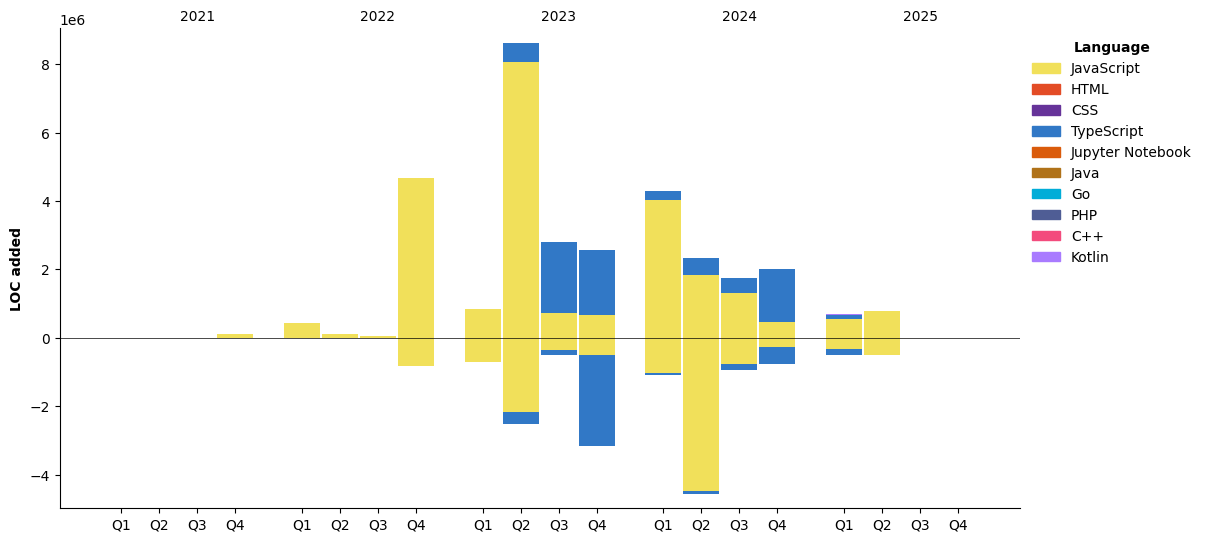 2021 2022 2023 2024 2025
1e6
8
6
4
2
0
−2
−4
LOC added
Q1 Q2 Q3 Q4 Q1 Q2 Q3 Q4 Q1 Q2 Q3 Q4 Q1 Q2 Q3 Q4 Q1 Q2 Q3 Q4
Language
JavaScript
HTML
CSS
TypeScript
Jupyter Notebook
Java
Go
PHP
C++
Kotlin